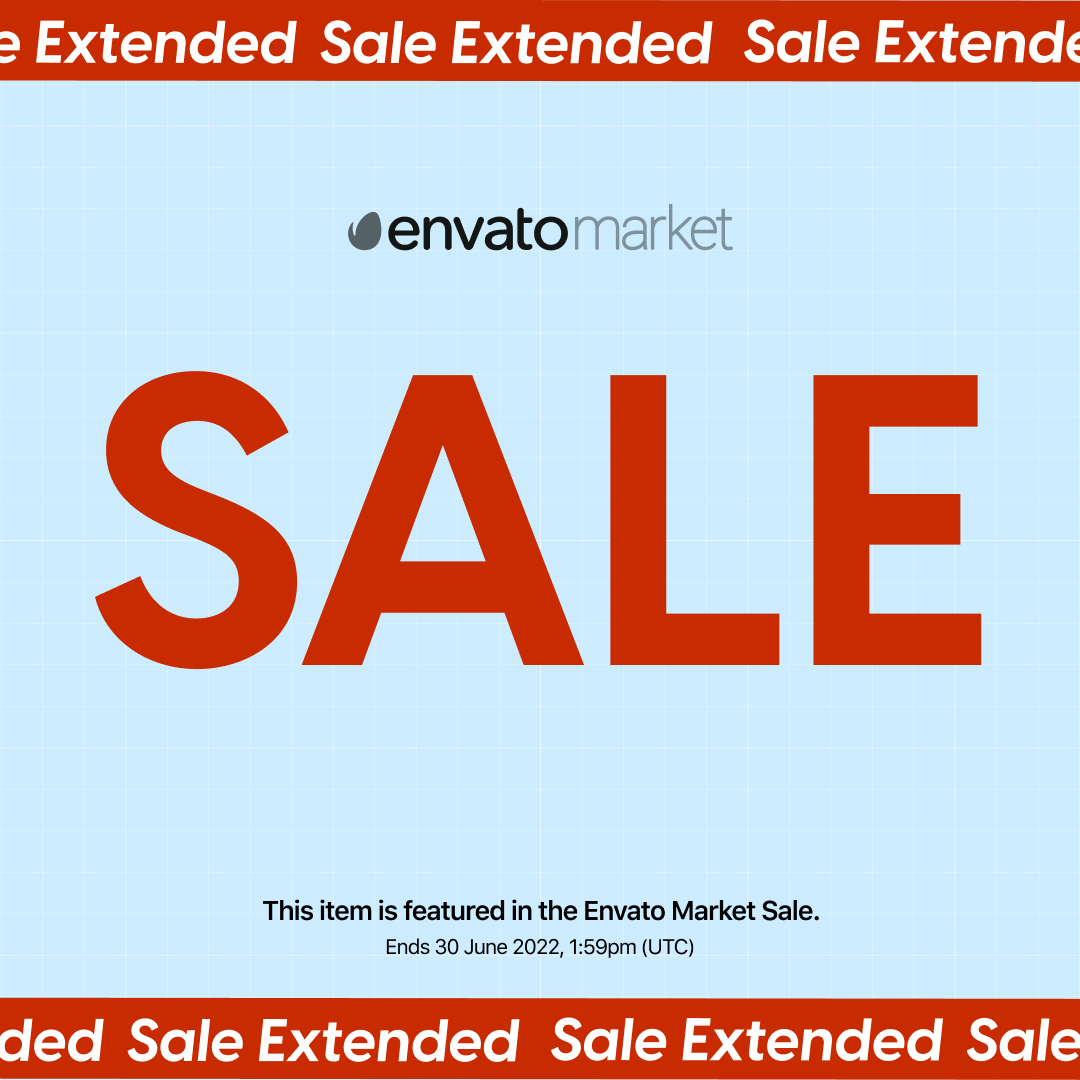 e Extended Sale Extended Sale Extende
envato market
SALE
This item is featured in the Envato Market Sale.
Ends 30 June 2022, 1:59pm (UTC)
ded Sale Extended Sale Extended Sale